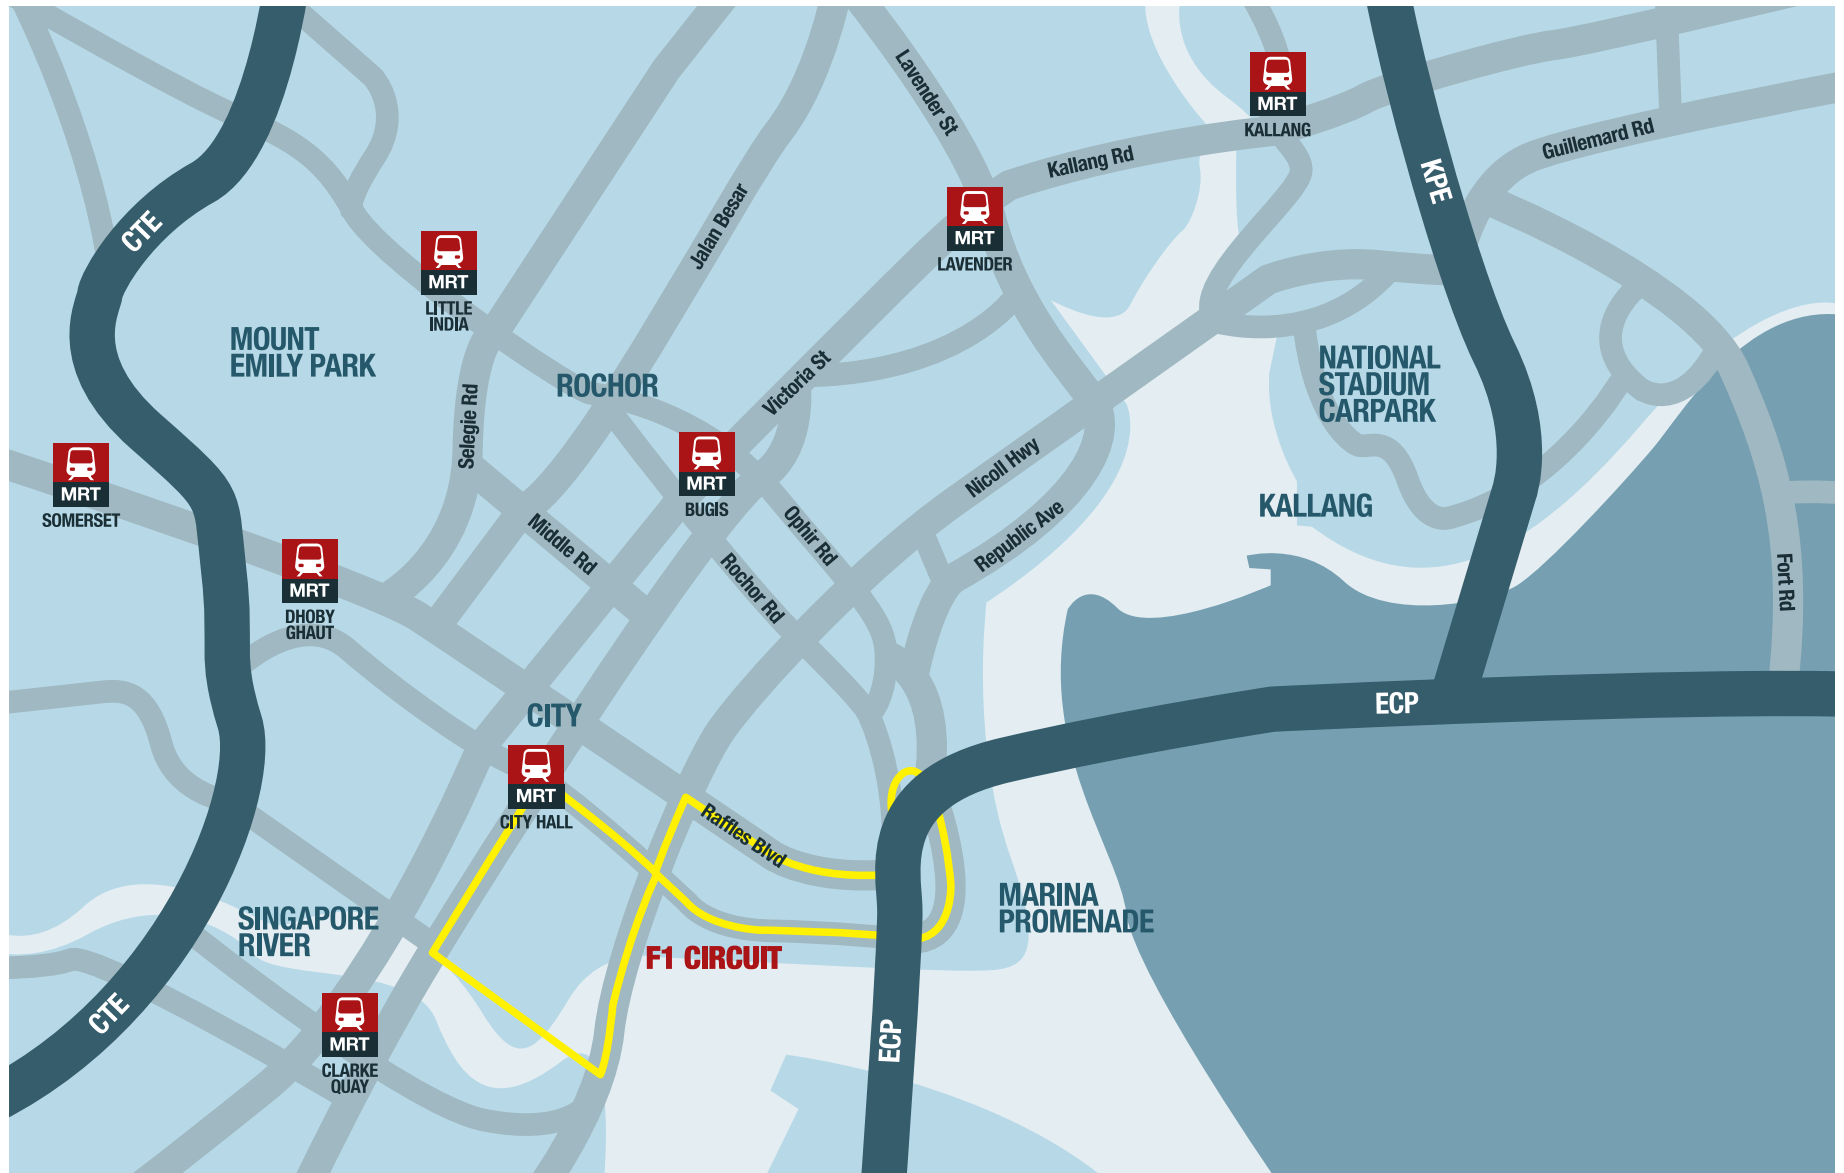 MRT
KALLANG
Lavender St
Guillemard Rd
Kallang Rd
KPE
CTE
Jalan Besar
MRT
LAVENDER
MRT
LITTLE
INDIA
MOUNT
EMILY PARK
ROCHOR
Victoria St
NATIONAL
STADIUM
CARPARK
Selegie Rd
MRT
SOMERSET
MRT
BUGIS
Nicoll Hwy
KALLANG
Middle Rd
Ophir Rd
Republic Ave
Rochor Rd
Fort Rd
MRT
DHOBY
GHAUT
ECP
CITY
MRT
CITY HALL
Raffles Blvd
MARINA
PROMENADE
SINGAPORE
RIVER
F1 CIRCUIT
CTE
ECP
MRT
CLARKE
QUAY